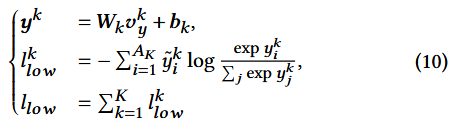 y^k = W_k v_y^k + b_k,
l_{low}^k = − ∑_{i=1}^{A_K} ỹ_i^k log \frac{exp y_i^k}{∑_j exp y_j^k}, (10)
l_{low} = ∑_{k=1}^K l_{low}^k